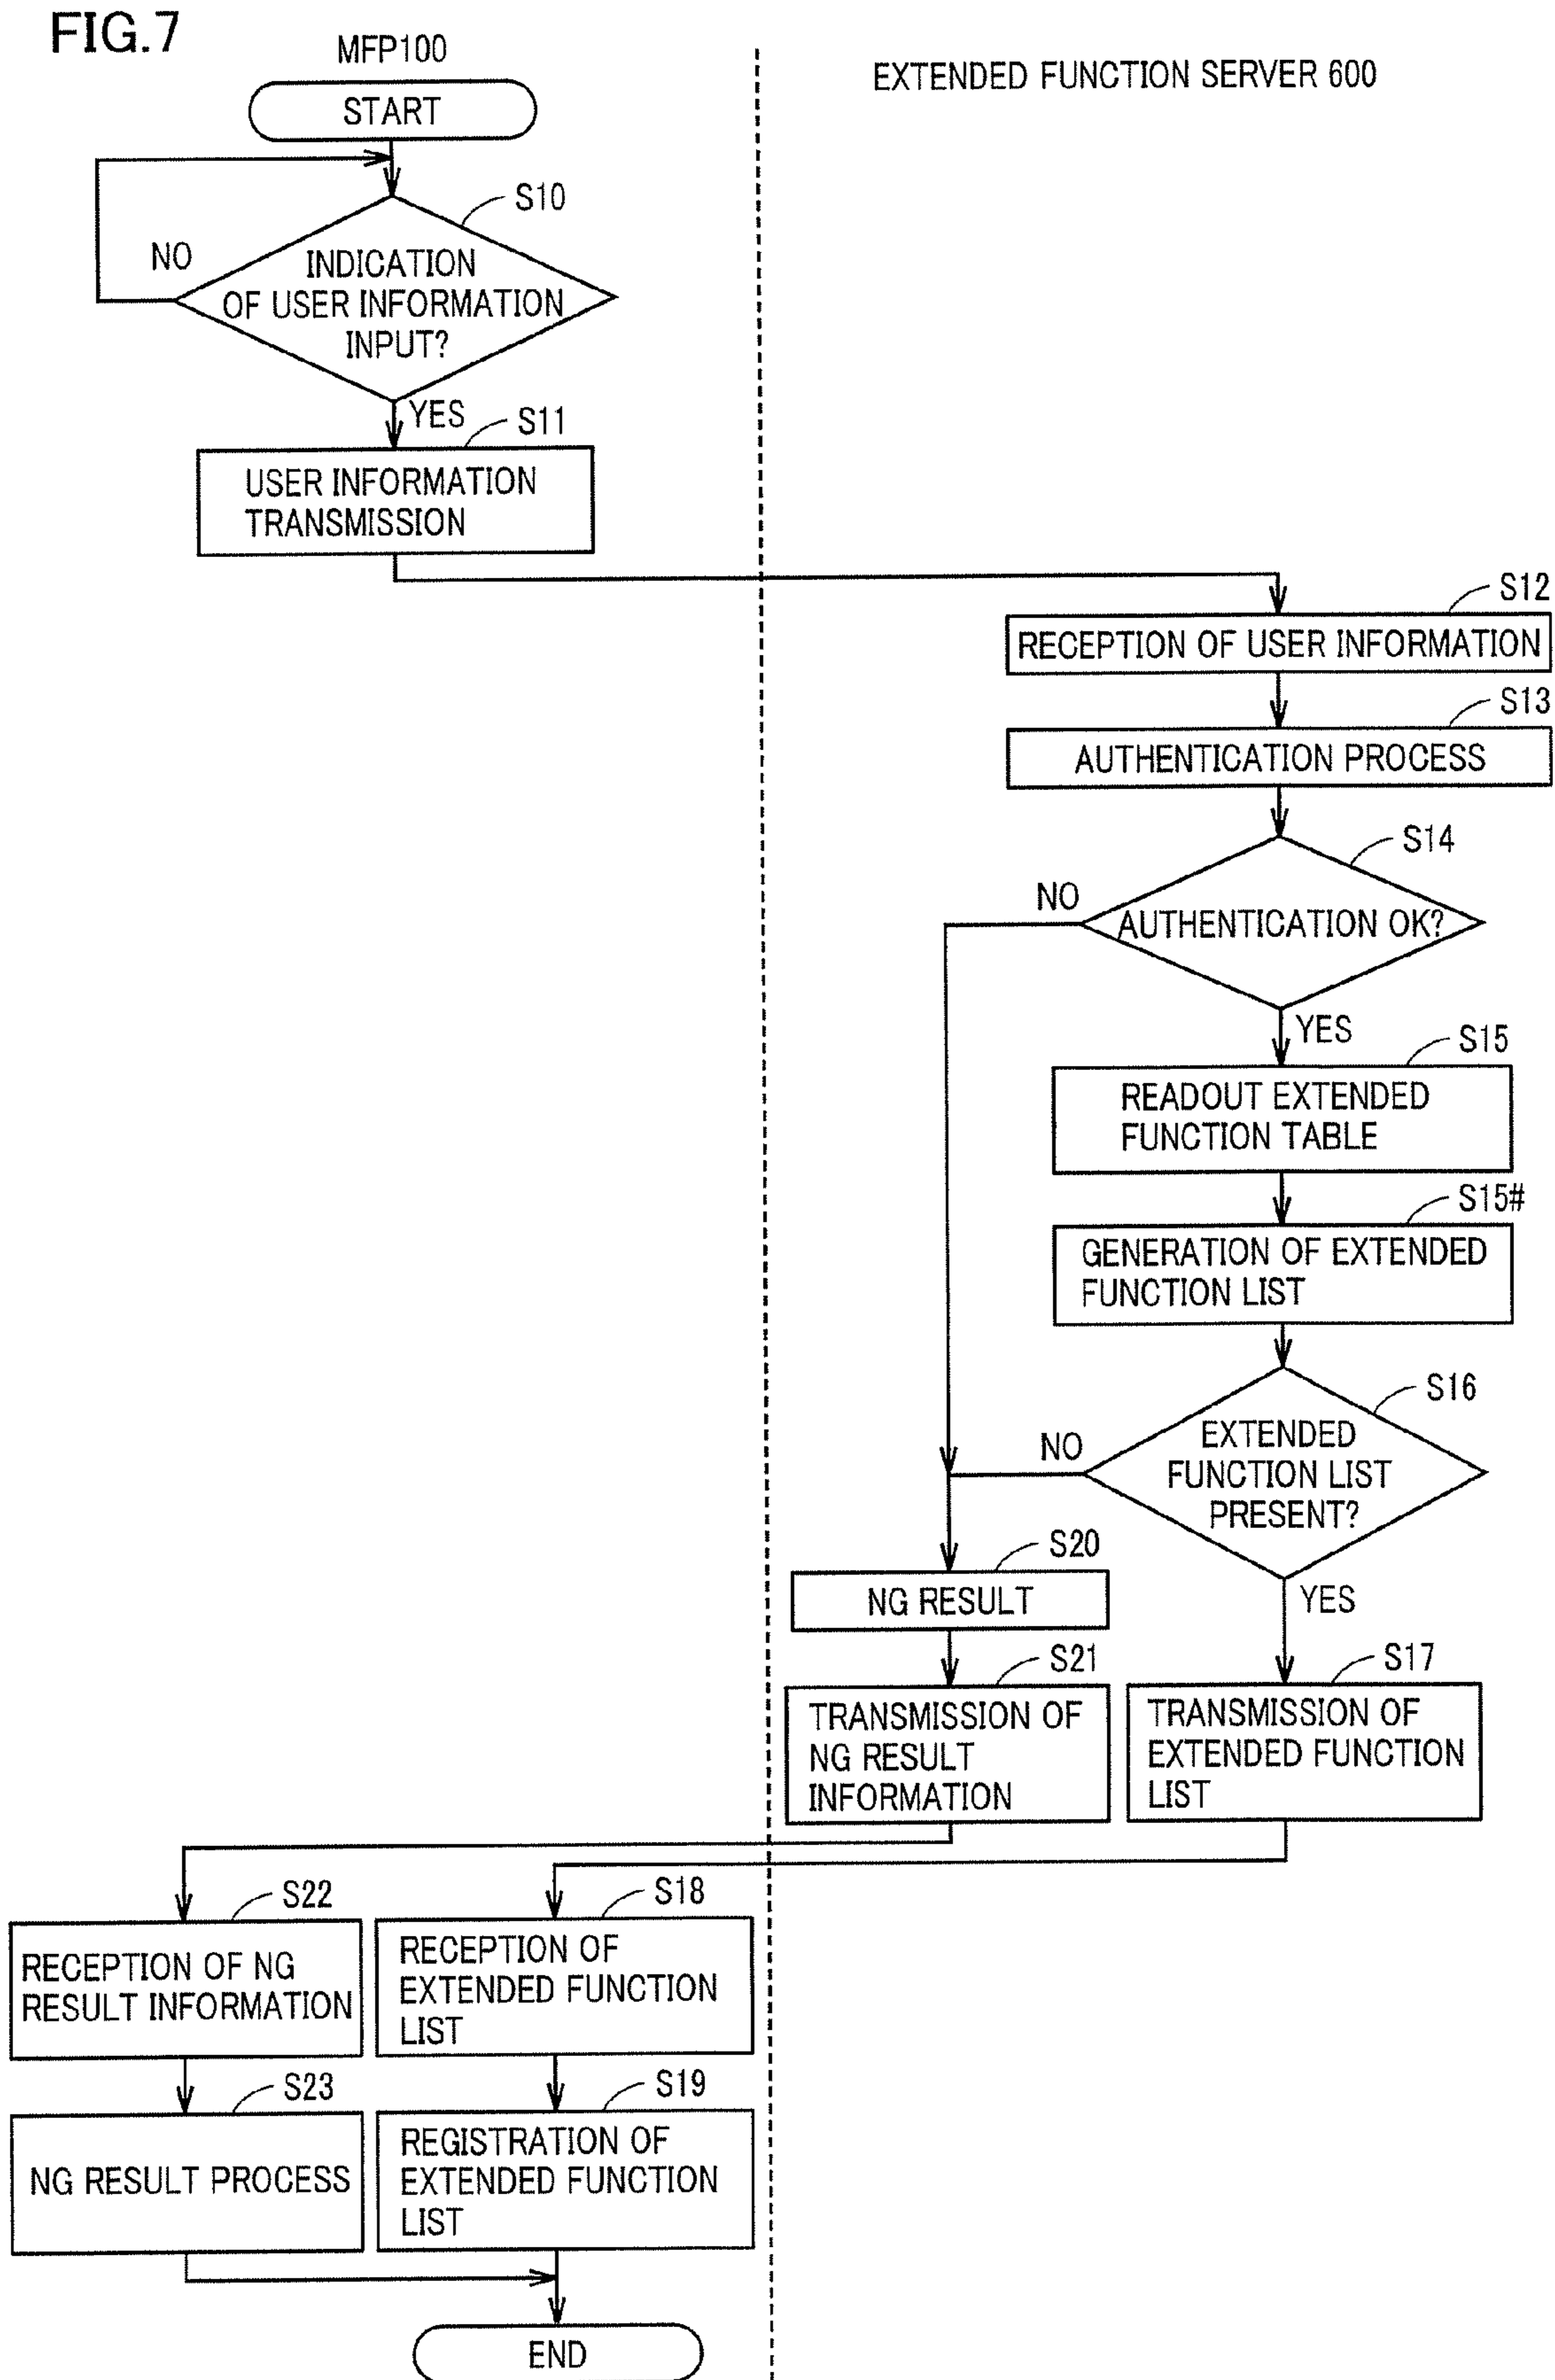 FIG.7
MFP100
EXTENDED FUNCTION SERVER 600
START
S10
NO
INDICATION
OF USER INFORMATION
INPUT?
YES
S11
USER INFORMATION
TRANSMISSION
S12
RECEPTION OF USER INFORMATION
S13
AUTHENTICATION PROCESS
S14
NO
AUTHENTICATION OK?
YES
S15
READOUT EXTENDED
FUNCTION TABLE
S15#
GENERATION OF EXTENDED
FUNCTION LIST
S16
NO
EXTENDED
FUNCTION LIST
PRESENT?
YES
S20
NG RESULT
S21
TRANSMISSION OF
NG RESULT
INFORMATION
S17
TRANSMISSION OF
EXTENDED FUNCTION
LIST
S22
RECEPTION OF NG
RESULT INFORMATION
S18
RECEPTION OF
EXTENDED FUNCTION
LIST
S23
NG RESULT PROCESS
S19
REGISTRATION OF
EXTENDED FUNCTION
LIST
END